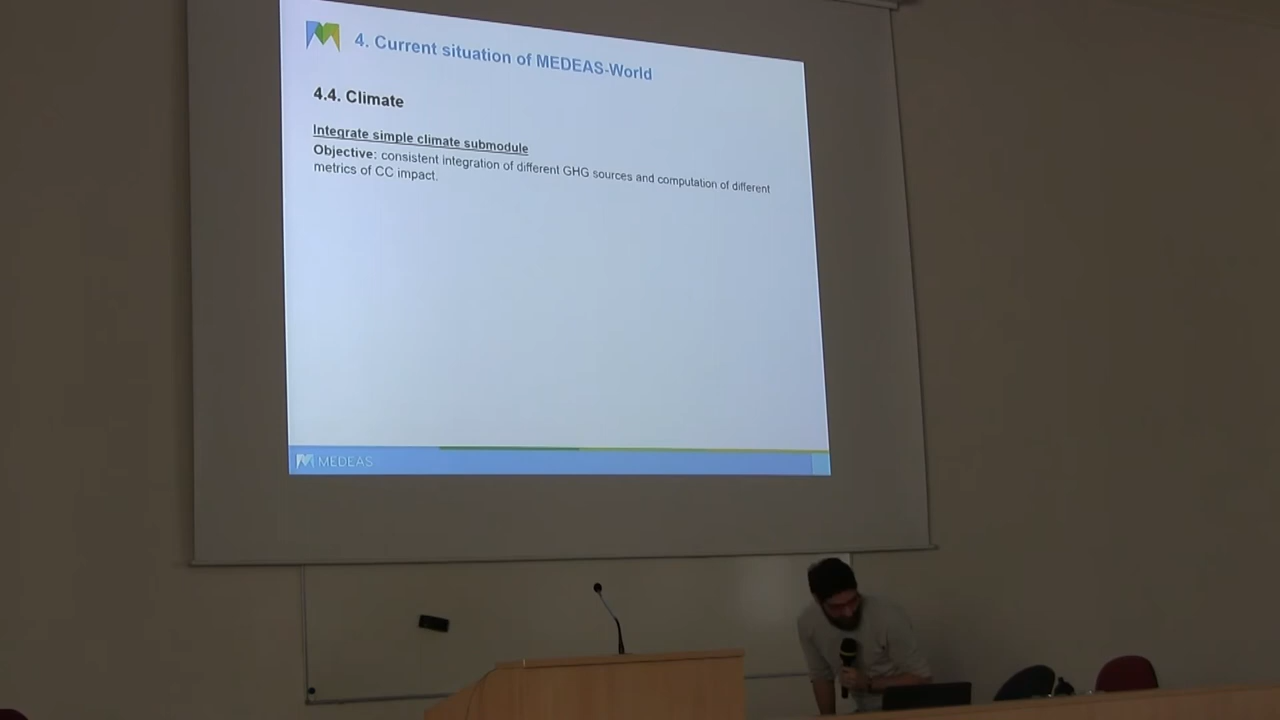 4. Current situation of MEDEAS-World
4.4. Climate
Integrate simple climate submodule
Objective: consistent integration of different GHG sources and computation of different
metrics of CC impact.
MEDEAS